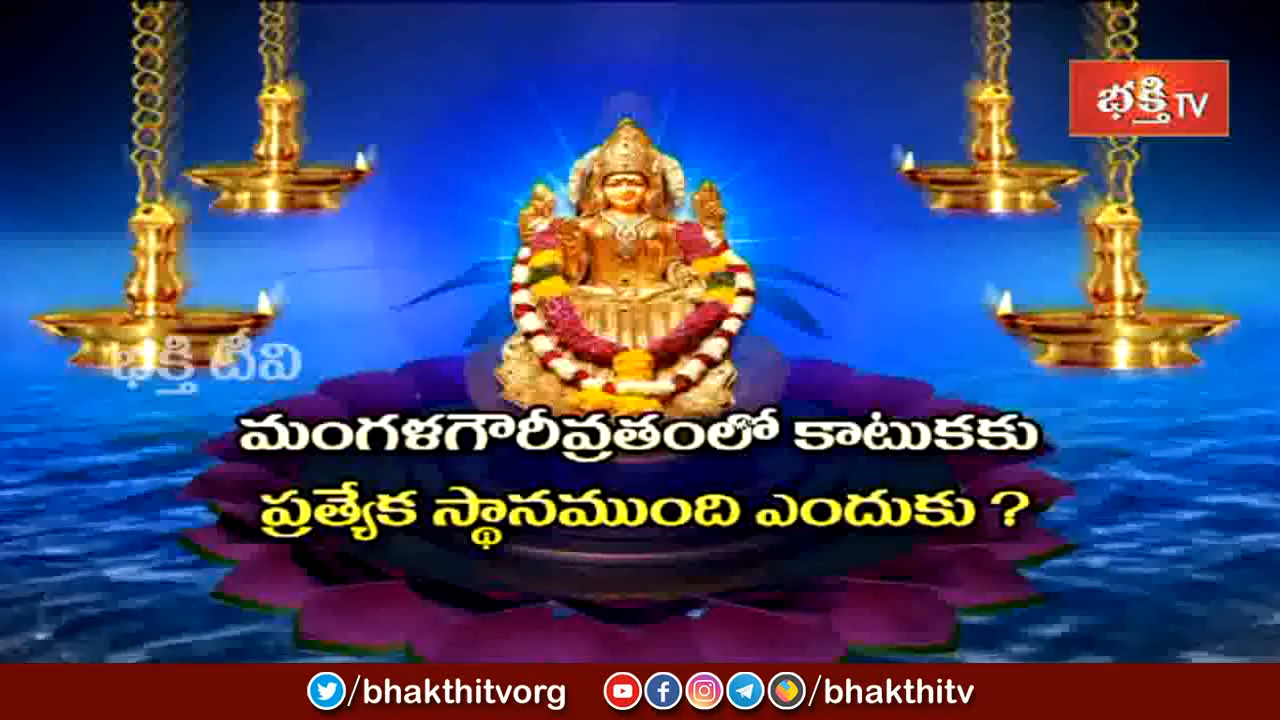 భక్తి TV
భక్తి టీవి
మంగళగౌరీవ్రతంలో కాటుకకు
ప్రత్యేక స్థానముంది ఎందుకు ?
/bhakthitvorg
/bhakthitv